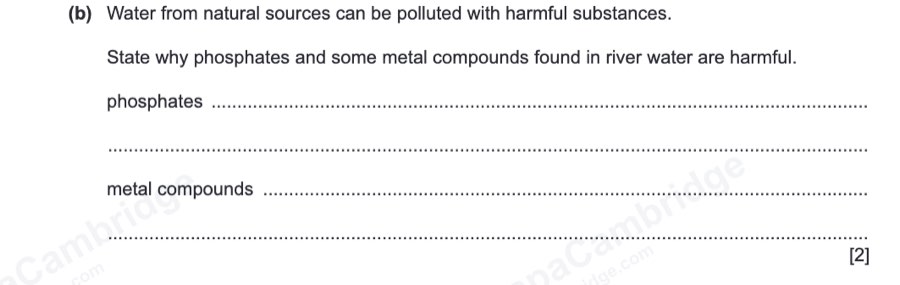 (b) Water from natural sources can be polluted with harmful substances.
State why phosphates and some metal compounds found in river water are harmful.
phosphates ................................................................................................................
................................................................................................................................
metal compounds ......................................................................................................
................................................................................................................................
[2]